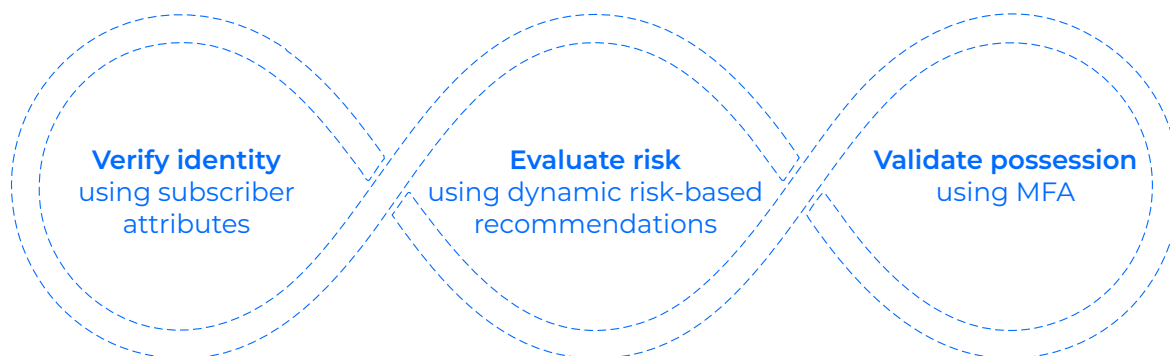 Verify identity
using subscriber
attributes
Evaluate risk
using dynamic risk-based
recommendations
Validate possession
using MFA